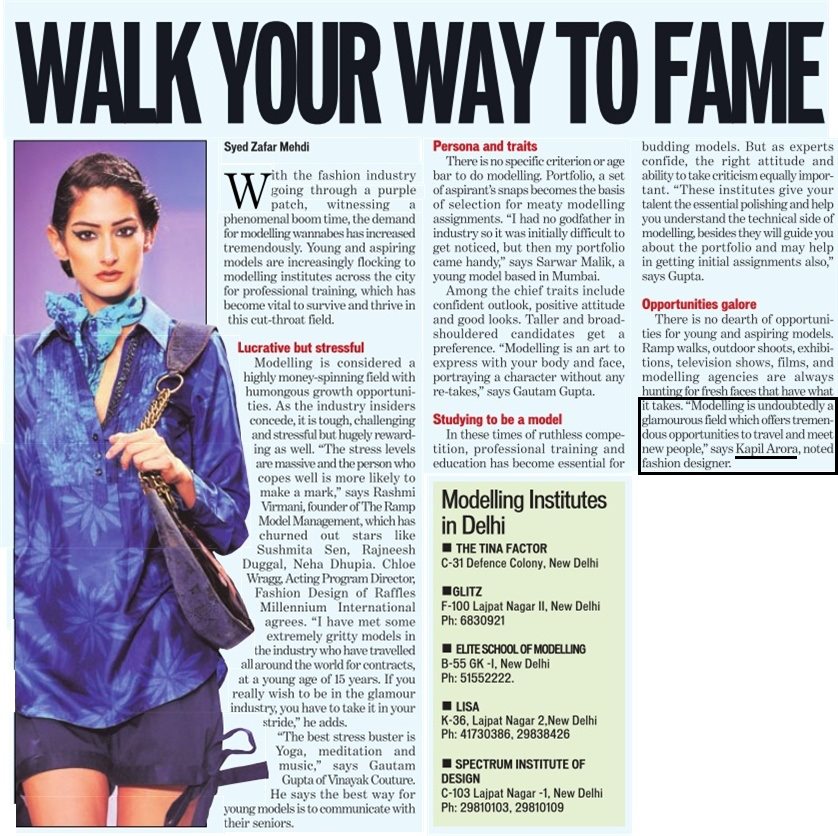 WALK YOUR WAY TO FAME
Syed Zafar Mehdi
With the fashion industry
going through a purple
patch, witnessing a
phenomenal boom time, the demand
for modelling wannabes has increased
tremendously. Young and aspiring
models are increasingly flocking to
modelling institutes across the city
for professional training, which has
become vital to survive and thrive in
this cut-throat field.
Lucrative but stressful
Modelling is considered a
highly money-spinning field with
humongous growth opportuni-
ties. As the industry insiders
concede, it is tough, challenging
and stressful but hugely reward-
ing as well. “The stress levels
are massive and the person who
copes well is more likely to
make a mark,” says Rashmi
Virmani, founder of The Ramp
Model Management, which has
churned out stars like
Sushmita Sen, Rajneesh
Duggal, Neha Dhupia. Chloe
Wragg, Acting Program Director,
Fashion Design of Raffles
Millennium International
agrees. “I have met some
extremely gritty models in
the industry who have travelled
all around the world for contracts,
at a young age of 15 years. If you
really wish to be in the glamour
industry, you have to take it in your
stride,” he adds.
“The best stress buster is
Yoga, meditation and
music,” says Gautam
Gupta of Vinayak Couture.
He says the best way for
young models is to communicate with
their seniors.
Persona and traits
There is no specific criterion or age
bar to do modelling. Portfolio, a set
of aspirant’s snaps becomes the basis
of selection for meaty modelling
assignments. “I had no godfather in
industry so it was initially difficult to
get noticed, but then my portfolio
came handy,” says Sarwar Malik, a
young model based in Mumbai.
Among the chief traits include
confident outlook, positive attitude
and good looks. Taller and broad-
shouldered candidates get a
preference. “Modelling is an art to
express with your body and face,
portraying a character without any
re-takes,” says Gautam Gupta.
Studying to be a model
In these times of ruthless compe-
tition, professional training and
education has become essential for
budding models. But as experts
confide, the right attitude and
ability to take criticism equally impor-
tant. “These institutes give your
talent the essential polishing and help
you understand the technical side of
modelling, besides they will guide you
about the portfolio and may help
in getting initial assignments also,”
says Gupta.
Opportunities galore
There is no dearth of opportuni-
ties for young and aspiring models.
Ramp walks, outdoor shoots, exhibi-
tions, television shows, films, and
modelling agencies are always
hunting for fresh faces that have what
it takes. “Modelling is undoubtedly a
glamourous field which offers tremen-
dous opportunities to travel and meet
new people,” says Kapil Arora, noted
fashion designer.
Modelling Institutes
in Delhi
■ THE TINA FACTOR
C-31 Defence Colony, New Delhi
■GLITZ
F-100 Lajpat Nagar II, New Delhi
Ph: 6830921
■ ELITE SCHOOL OF MODELLING
B-55 GK -I, New Delhi
Ph: 51552222.
■ LISA
K-36, Lajpat Nagar 2,New Delhi
Ph: 41730386, 29838426
■ SPECTRUM INSTITUTE OF
DESIGN
C-103 Lajpat Nagar -1, New Delhi
Ph: 29810103, 29810109